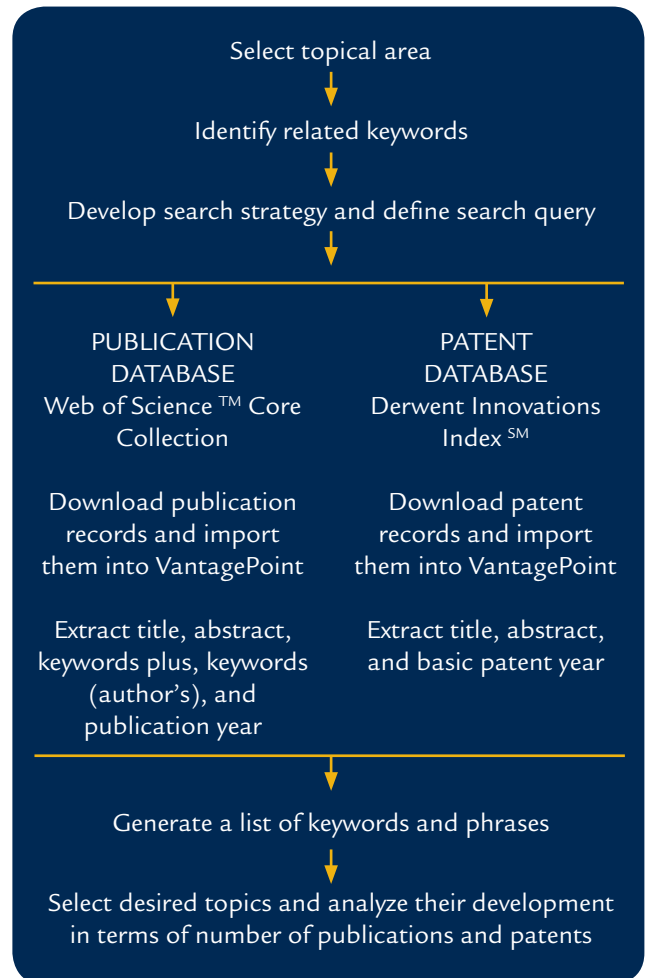 Select topical area
Identify related keywords
Develop search strategy and define search query
PUBLICATION
DATABASE
Web of Science ™ Core
Collection
Download publication
records and import
them into VantagePoint
Extract title, abstract,
keywords plus, keywords
(author's), and
publication year
PATENT
DATABASE
Derwent Innovations
Index ℠
Download patent
records and import
them into VantagePoint
Extract title, abstract,
and basic patent year
Generate a list of keywords and phrases
Select desired topics and analyze their development
in terms of number of publications and patents